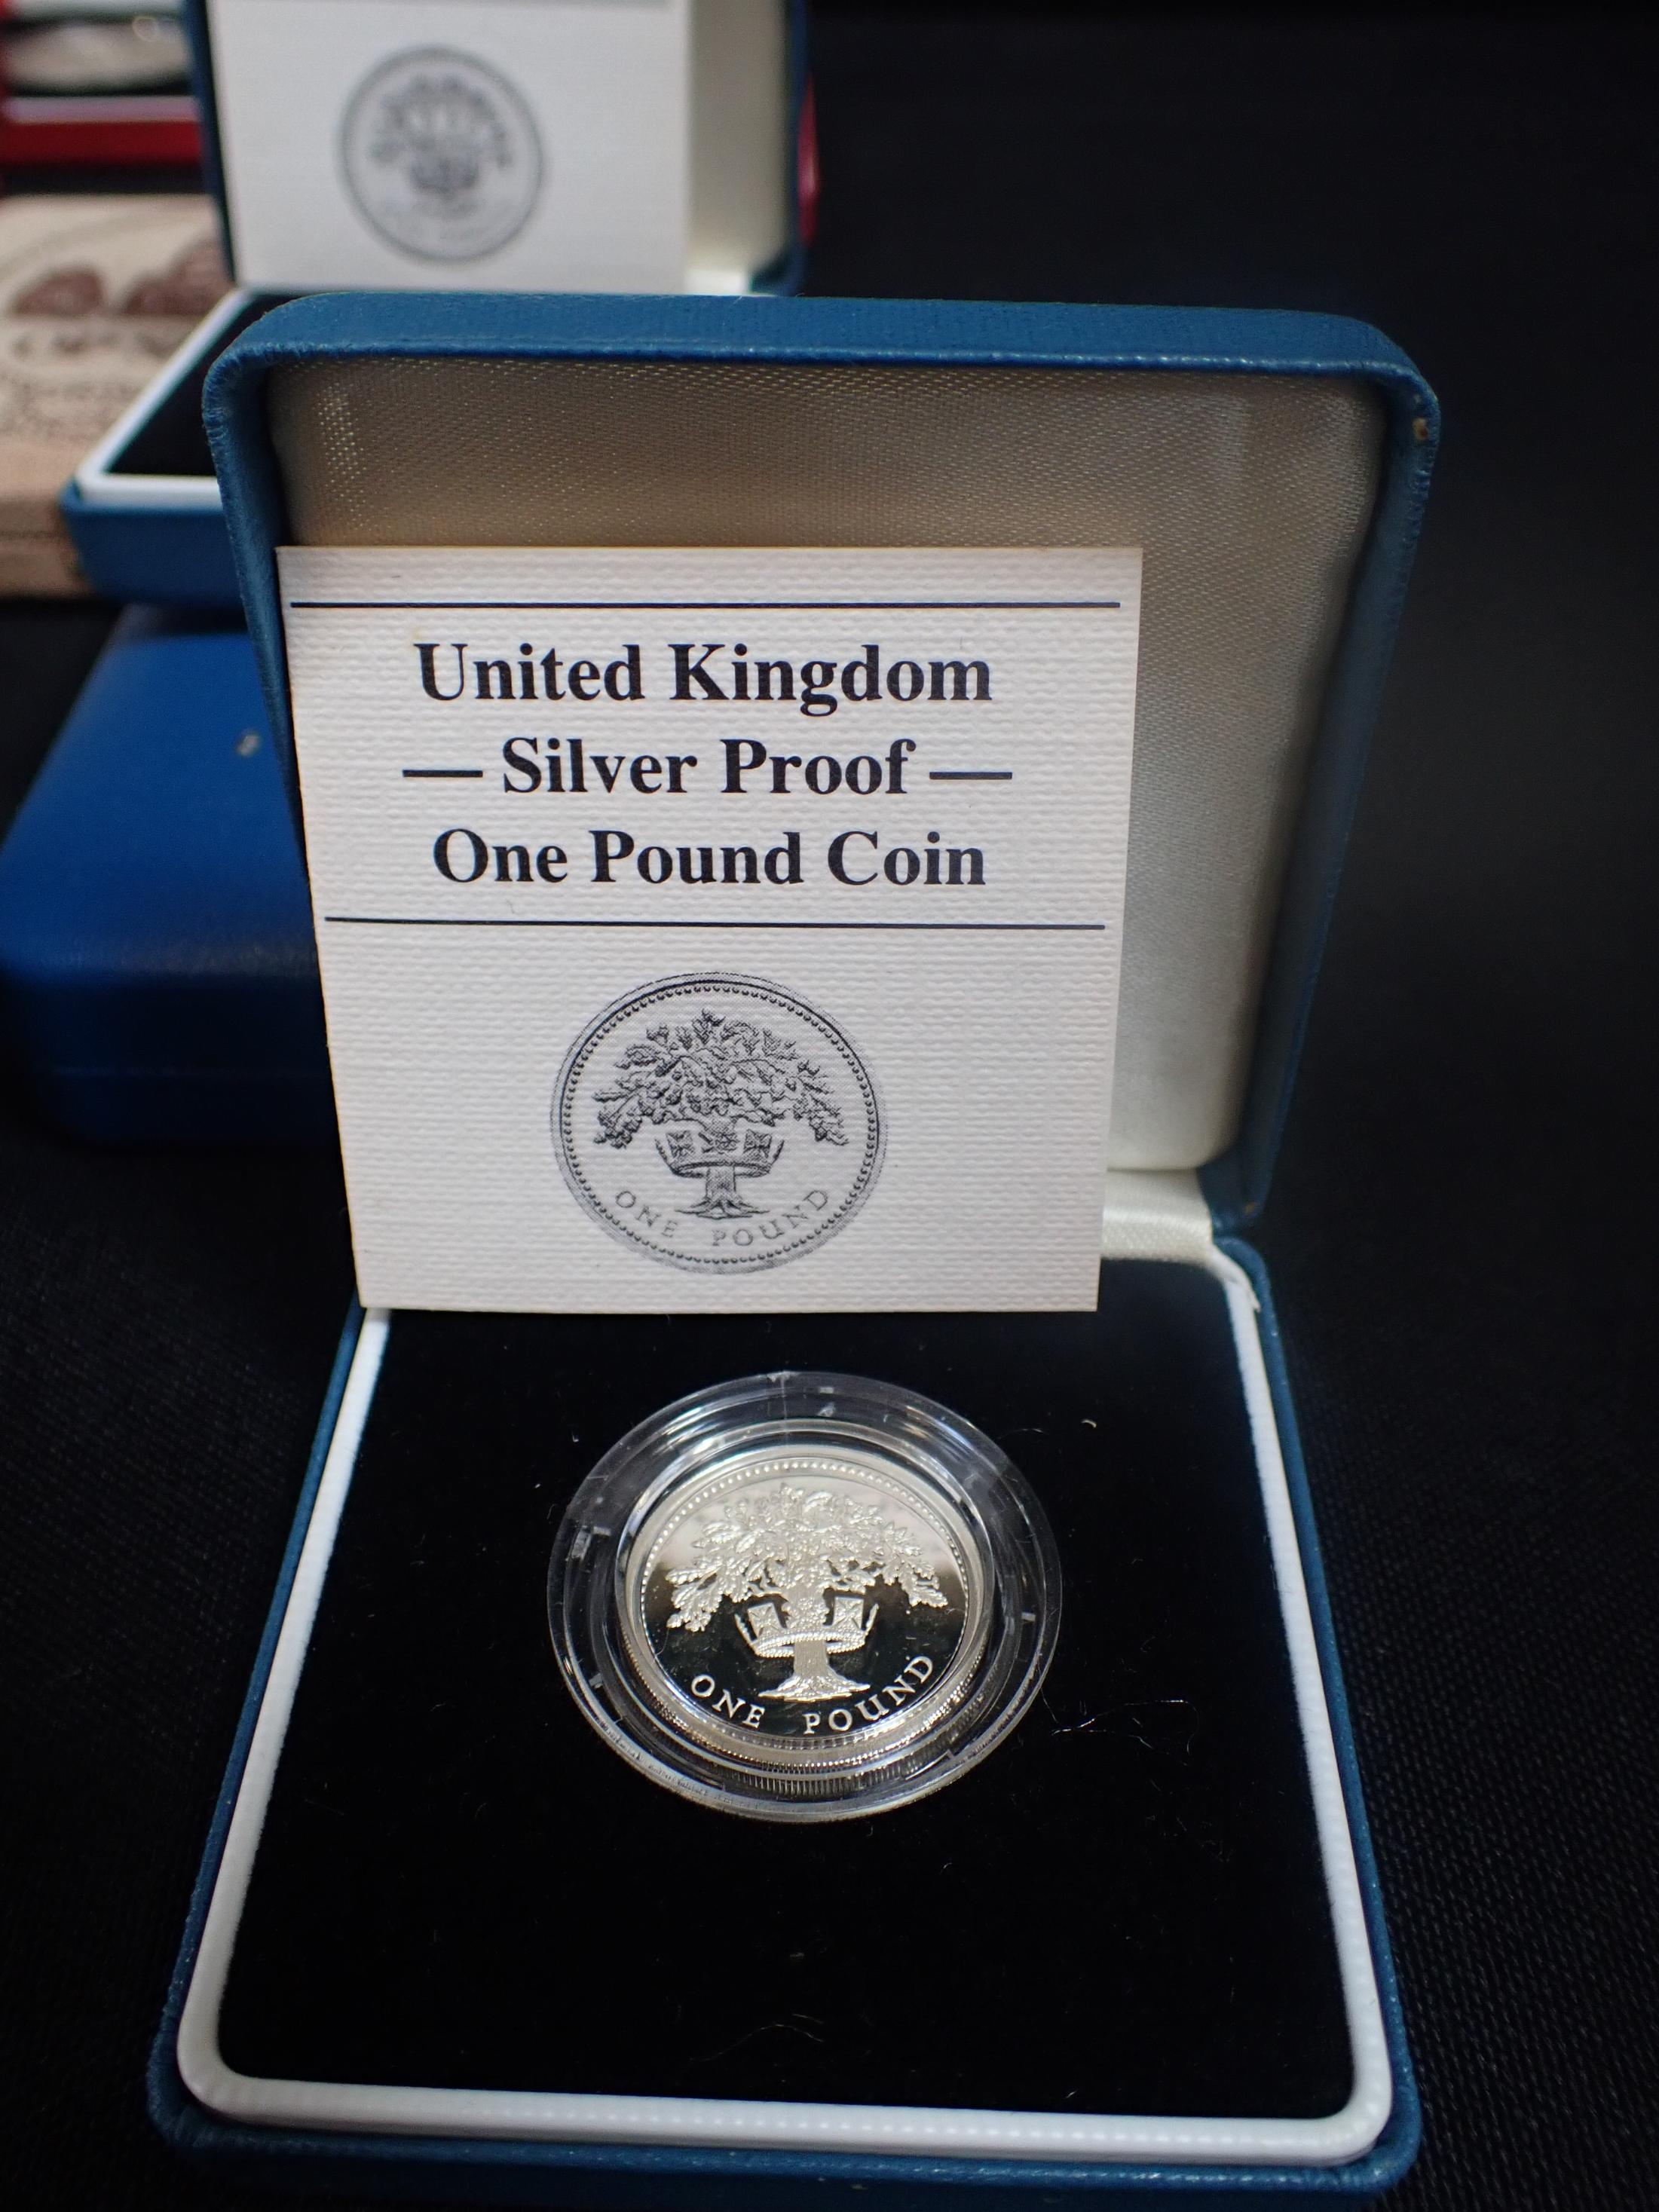 United Kingdom
— Silver Proof —
One Pound Coin
ONE POUND
ONE POUND